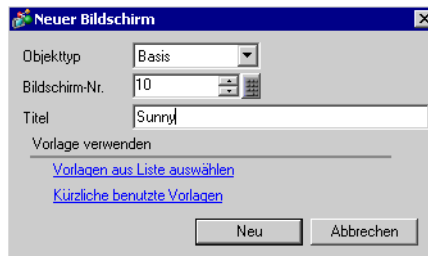 Neuer Bildschirm
Objekttyp Basis
Bildschirm-Nr. 10
Titel Sunny
Vorlage verwenden
Vorlagen aus Liste auswählen
Kürzliche benutzte Vorlagen
Neu Abbrechen